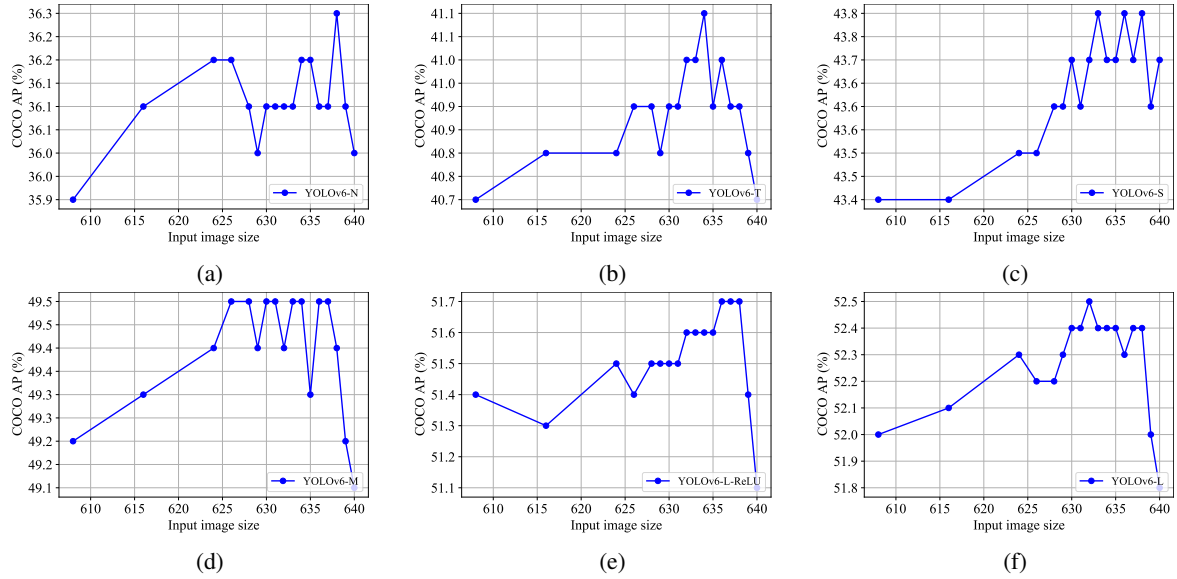 36.3
36.2
36.2
36.1
36.1
36.0
36.0
35.9
COCO AP (%)
610 615 620 625 630 635 640
Input image size
YOLOv6-N
(a)
41.1
41.1
41.0
40.9
40.9
40.8
40.8
40.7
COCO AP (%)
610 615 620 625 630 635 640
Input image size
YOLOv6-T
(b)
43.8
43.8
43.7
43.6
43.6
43.5
43.5
43.4
COCO AP (%)
610 615 620 625 630 635 640
Input image size
YOLOv6-S
(c)
49.5
49.5
49.4
49.4
49.3
49.2
49.2
49.1
COCO AP (%)
610 615 620 625 630 635 640
Input image size
YOLOv6-M
(d)
51.7
51.6
51.5
51.4
51.3
51.2
51.1
COCO AP (%)
610 615 620 625 630 635 640
Input image size
YOLOv6-L-ReLU
(e)
52.5
52.4
52.3
52.2
52.1
52.0
51.9
51.8
COCO AP (%)
610 615 620 625 630 635 640
Input image size
YOLOv6-L
(f)